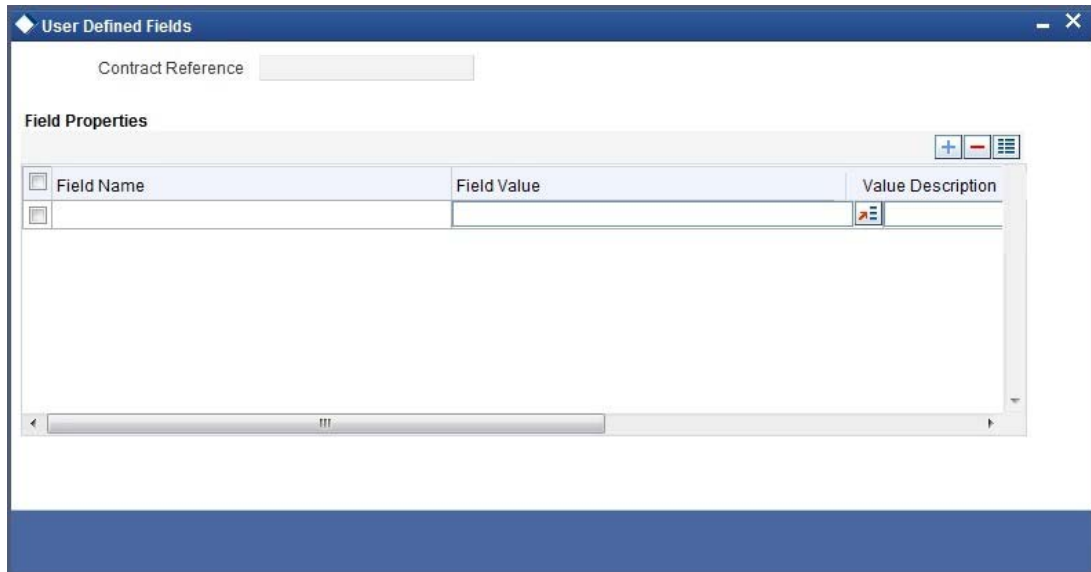 User Defined Fields
Contract Reference
Field Properties
Field Name Field Value Value Description